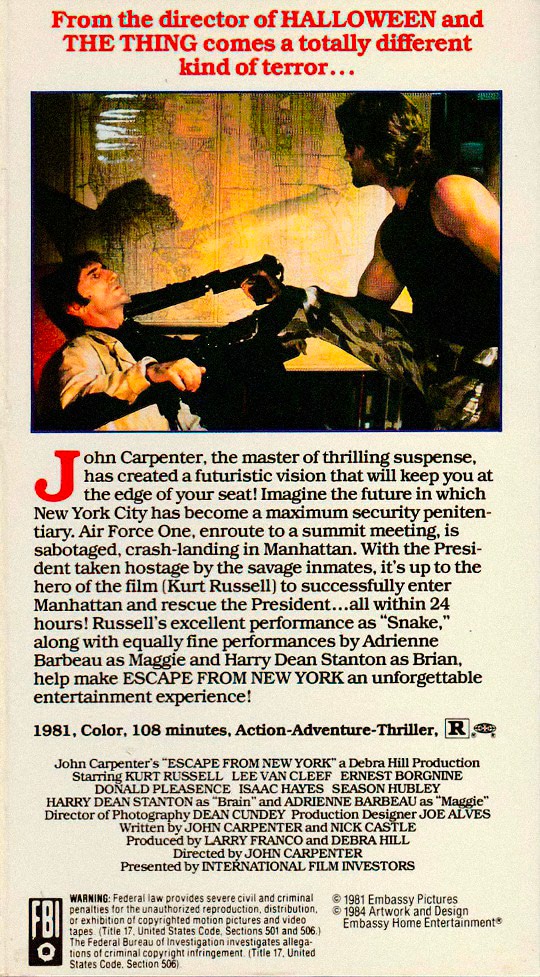 From the director of HALLOWEEN and
THE THING comes a totally different
kind of terror...
John Carpenter, the master of thrilling suspense,
has created a futuristic vision that will keep you at
the edge of your seat! Imagine the future in which
New York City has become a maximum security peniten-
tiary. Air Force One, enroute to a summit meeting, is
sabotaged, crash-landing in Manhattan. With the Presi-
dent taken hostage by the savage inmates, it's up to the
hero of the film (Kurt Russell) to successfully enter
Manhattan and rescue the President...all within 24
hours! Russell's excellent performance as "Snake,"
along with equally fine performances by Adrienne
Barbeau as Maggie and Harry Dean Stanton as Brian,
help make ESCAPE FROM NEW YORK an unforgettable
entertainment experience!
1981, Color, 108 minutes, Action-Adventure-Thriller, R
John Carpenter's "ESCAPE FROM NEW YORK" a Debra Hill Production
Starring KURT RUSSELL LEE VAN CLEEF ERNEST BORGNINE
DONALD PLEASENCE ISAAC HAYES SEASON HUBLEY
HARRY DEAN STANTON as "Brain" and ADRIENNE BARBEAU as "Maggie"
Director of Photography DEAN CUNDEY Production Designer JOE ALVES
Written by JOHN CARPENTER and NICK CASTLE
Produced by LARRY FRANCO and DEBRA HILL
Directed by JOHN CARPENTER
Presented by INTERNATIONAL FILM INVESTORS
FBI
WARNING: Federal law provides severe civil and criminal
penalties for the unauthorized reproduction, distribution,
or exhibition of copyrighted motion pictures and video
tapes. (Title 17, United States Code, Sections 501 and 506.)
The Federal Bureau of Investigation investigates allega-
tions of criminal copyright infringement. (Title 17, United
States Code, Section 506).
© 1981 Embassy Pictures
© 1984 Artwork and Design
Embassy Home Entertainment®